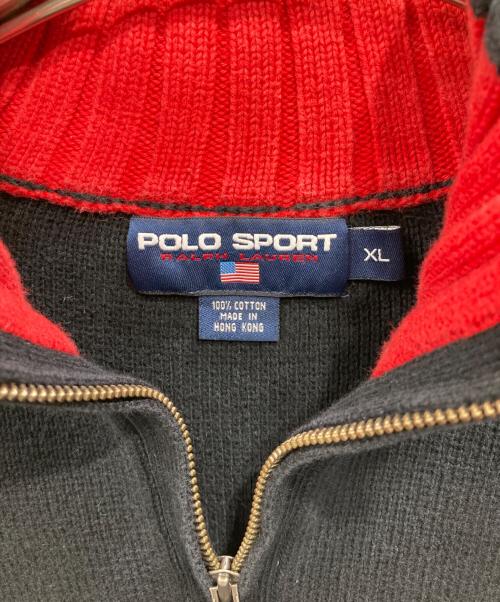 POLO SPORT
RALPH LAUREN
XL
100% COTTON
MADE IN
HONG KONG